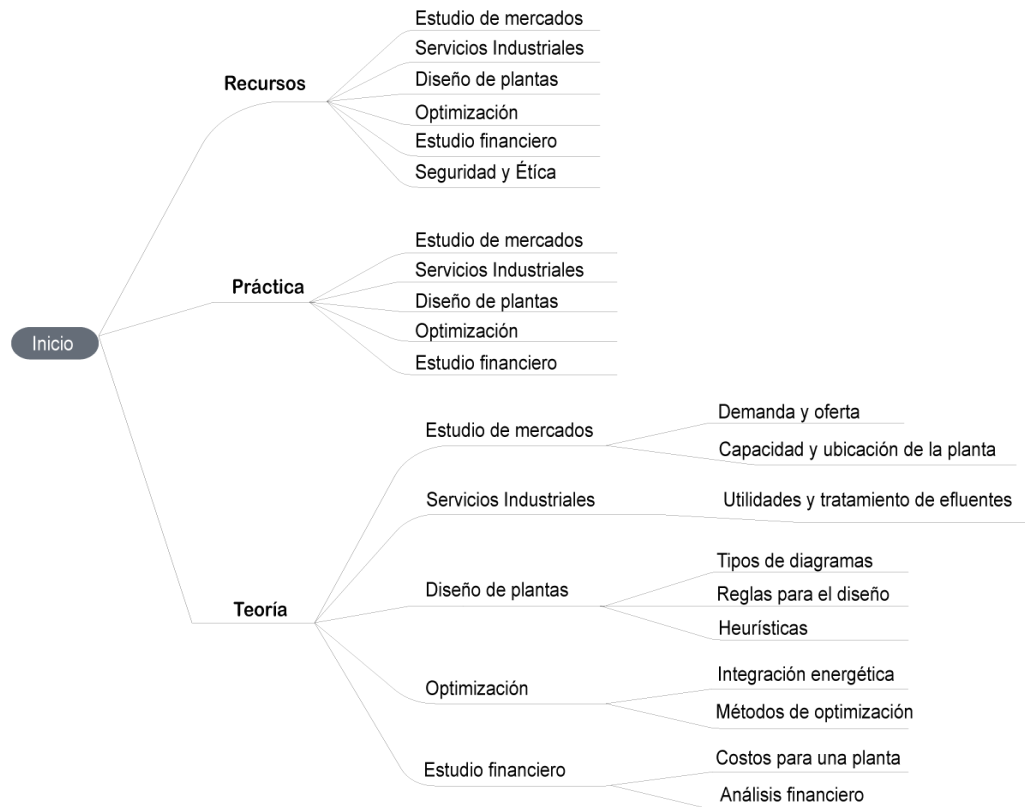 Inicio
Recursos
Estudio de mercados
Servicios Industriales
Diseño de plantas
Optimización
Estudio financiero
Seguridad y Étíca
Práctica
Estudio de mercados
Servicios Industriales
Diseño de plantas
Optimización
Estudio financiero
Teoría
Estudio de mercados
Demanda y oferta
Capacidad y ubicación de la planta
Servicios Industriales
Utilidades y tratamiento de efluentes
Diseño de plantas
Tipos de diagramas
Reglas para el diseño
Heurísticas
Optimización
Integración energética
Métodos de optimización
Estudio financiero
Costos para una planta
Análisis financiero